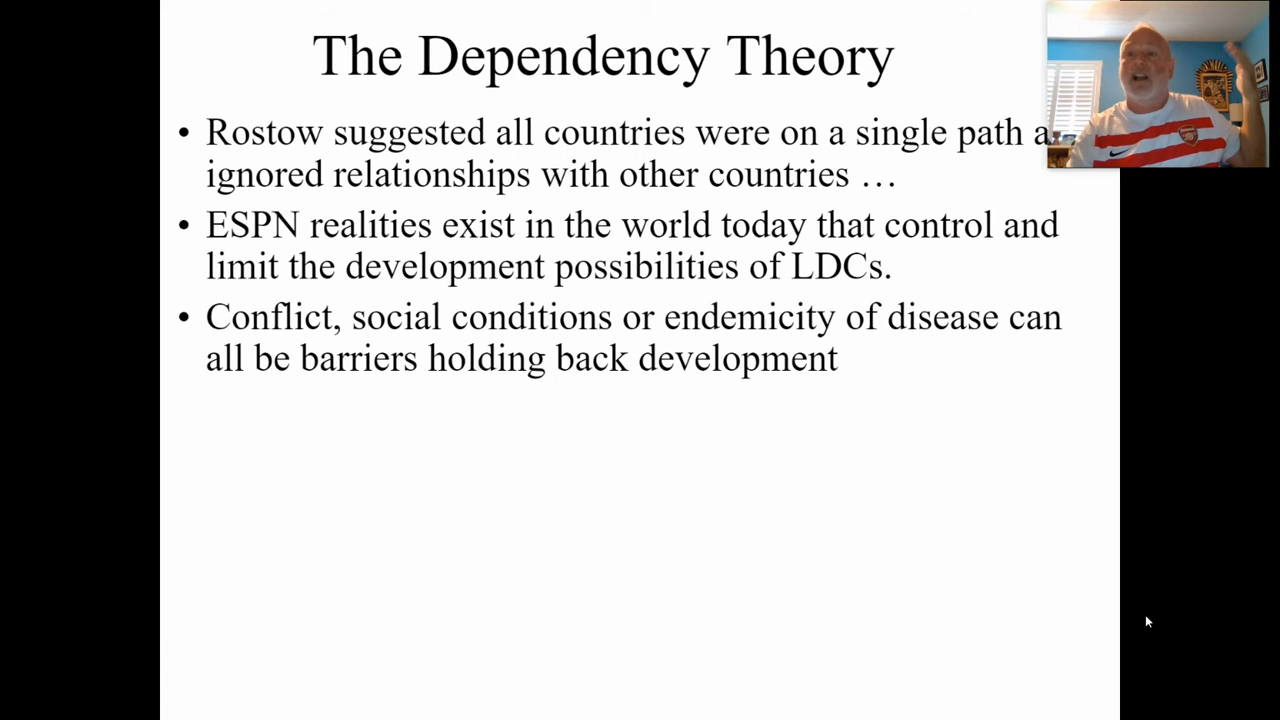 The Dependency Theory
• Rostow suggested all countries were on a single path
ignored relationships with other countries …
• ESPN realities exist in the world today that control and
limit the development possibilities of LDCs.
• Conflict, social conditions or endemicity of disease can
all be barriers holding back development